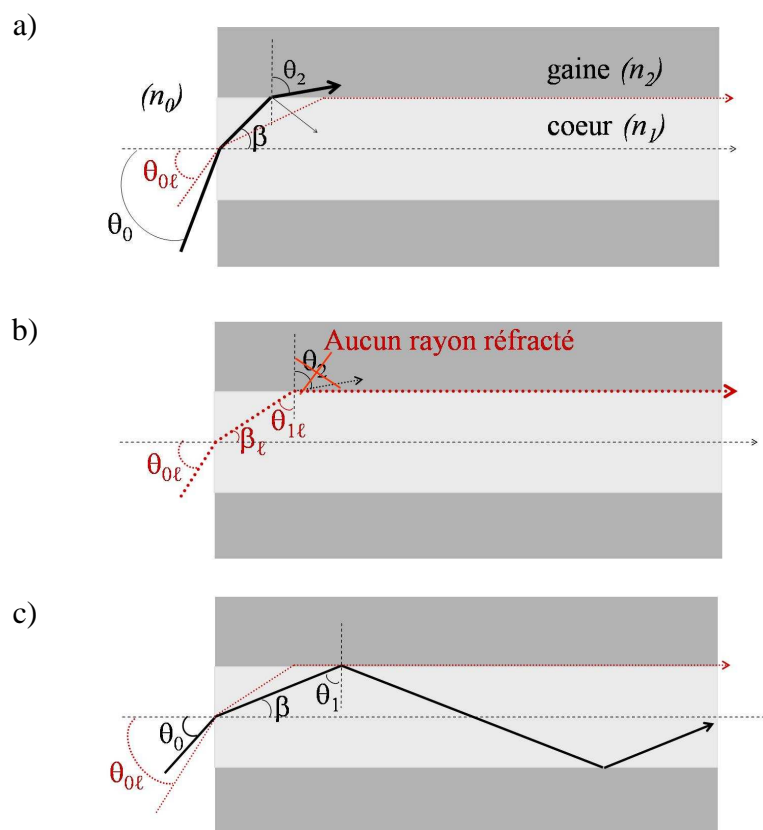 a)
(n0)
θ2
gaine (n2)
coeur (n1)
β
θ0ℓ
θ0
b)
Aucun rayon réfracté
θ2
θ1ℓ
βℓ
θ0ℓ
c)
θ1
β
θ0
θ0ℓ